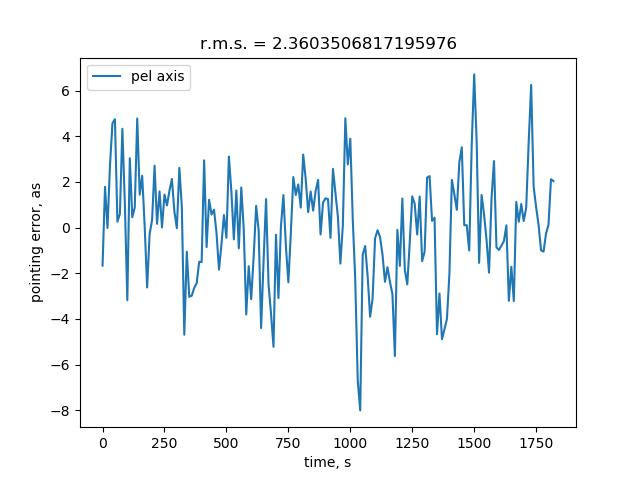 r.m.s. = 2.3603506817195976
pel axis
pointing error, as
6
4
2
0
−2
−4
−6
−8
0 250 500 750 1000 1250 1500 1750
time, s